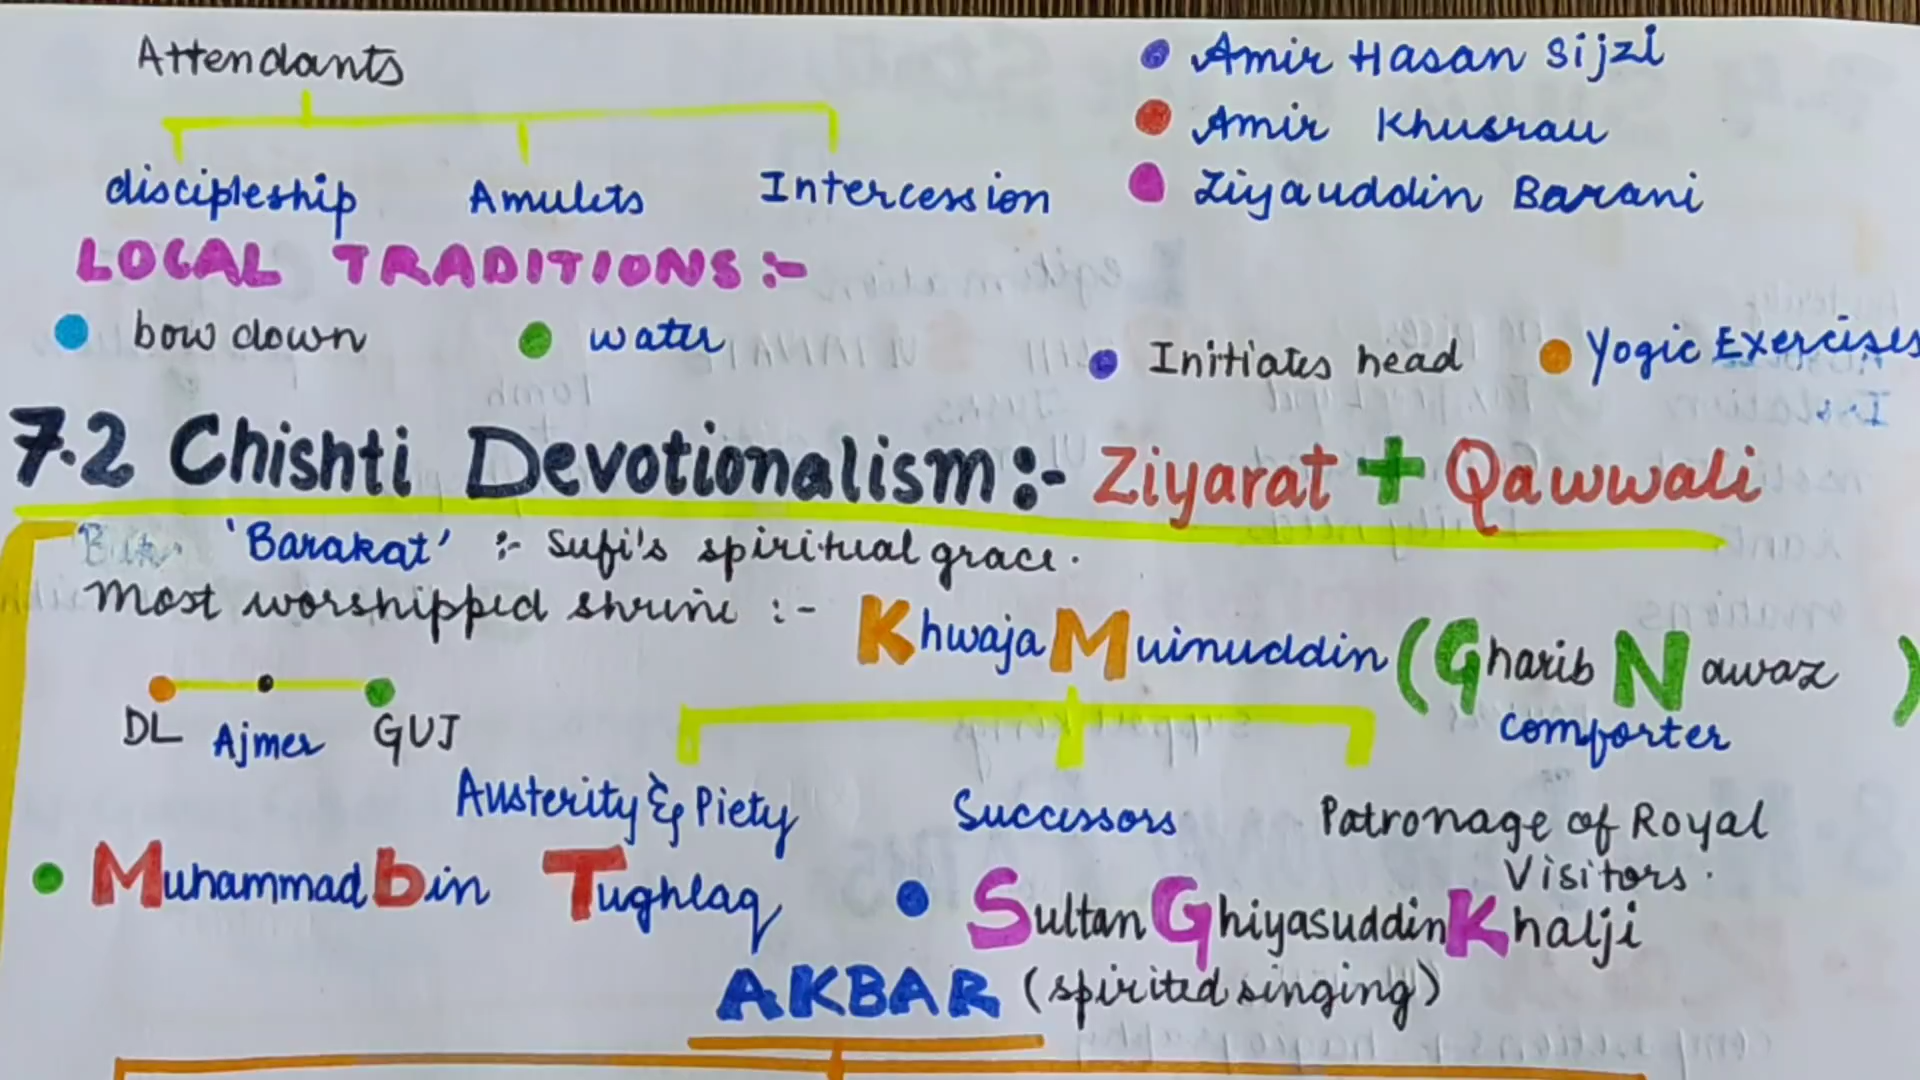 Attendants
discipleship Amulets Intercession
• Amir Hasan Sijzi
• Amir Khusrau
• Ziyauddin Barani
LOCAL TRADITIONS:-
• bow down • water • Initiates head • Yogic Exercises
7.2 Chishti Devotionalism:- Ziyarat + Qawwali
'Barakat' :- Sufi's spiritual grace.
Most worshipped shrine :- Khwaja Muinuddin (Gharib Nawaz)
comforter
DL Ajmer GUJ
Austerity & Piety Successors Patronage of Royal
Visitors.
• Muhammad bin Tughlaq • Sultan Ghiyasuddin Khalji
AKBAR (spirited singing)